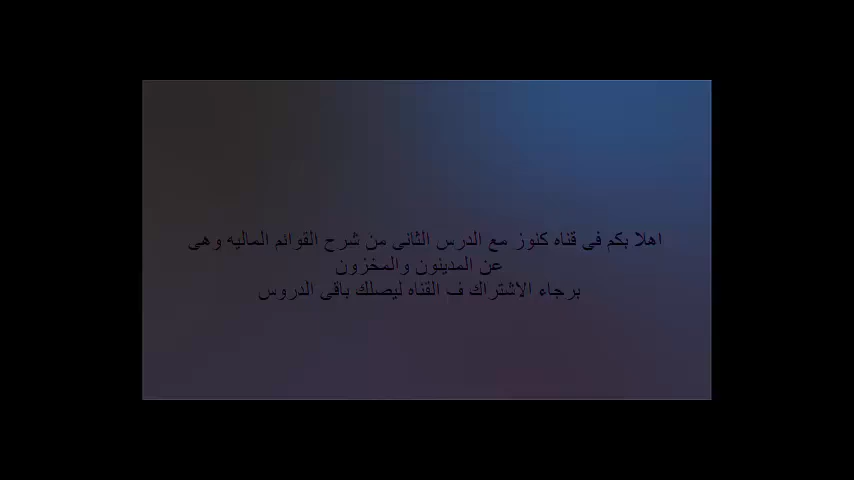 اهلا بكم فى قناه كنوز مع الدرس الثانى من شرح القوائم الماليه وهى
عن المدينون والمخزون
برجاء الاشتراك ف القناه ليصلك باقى الدروس